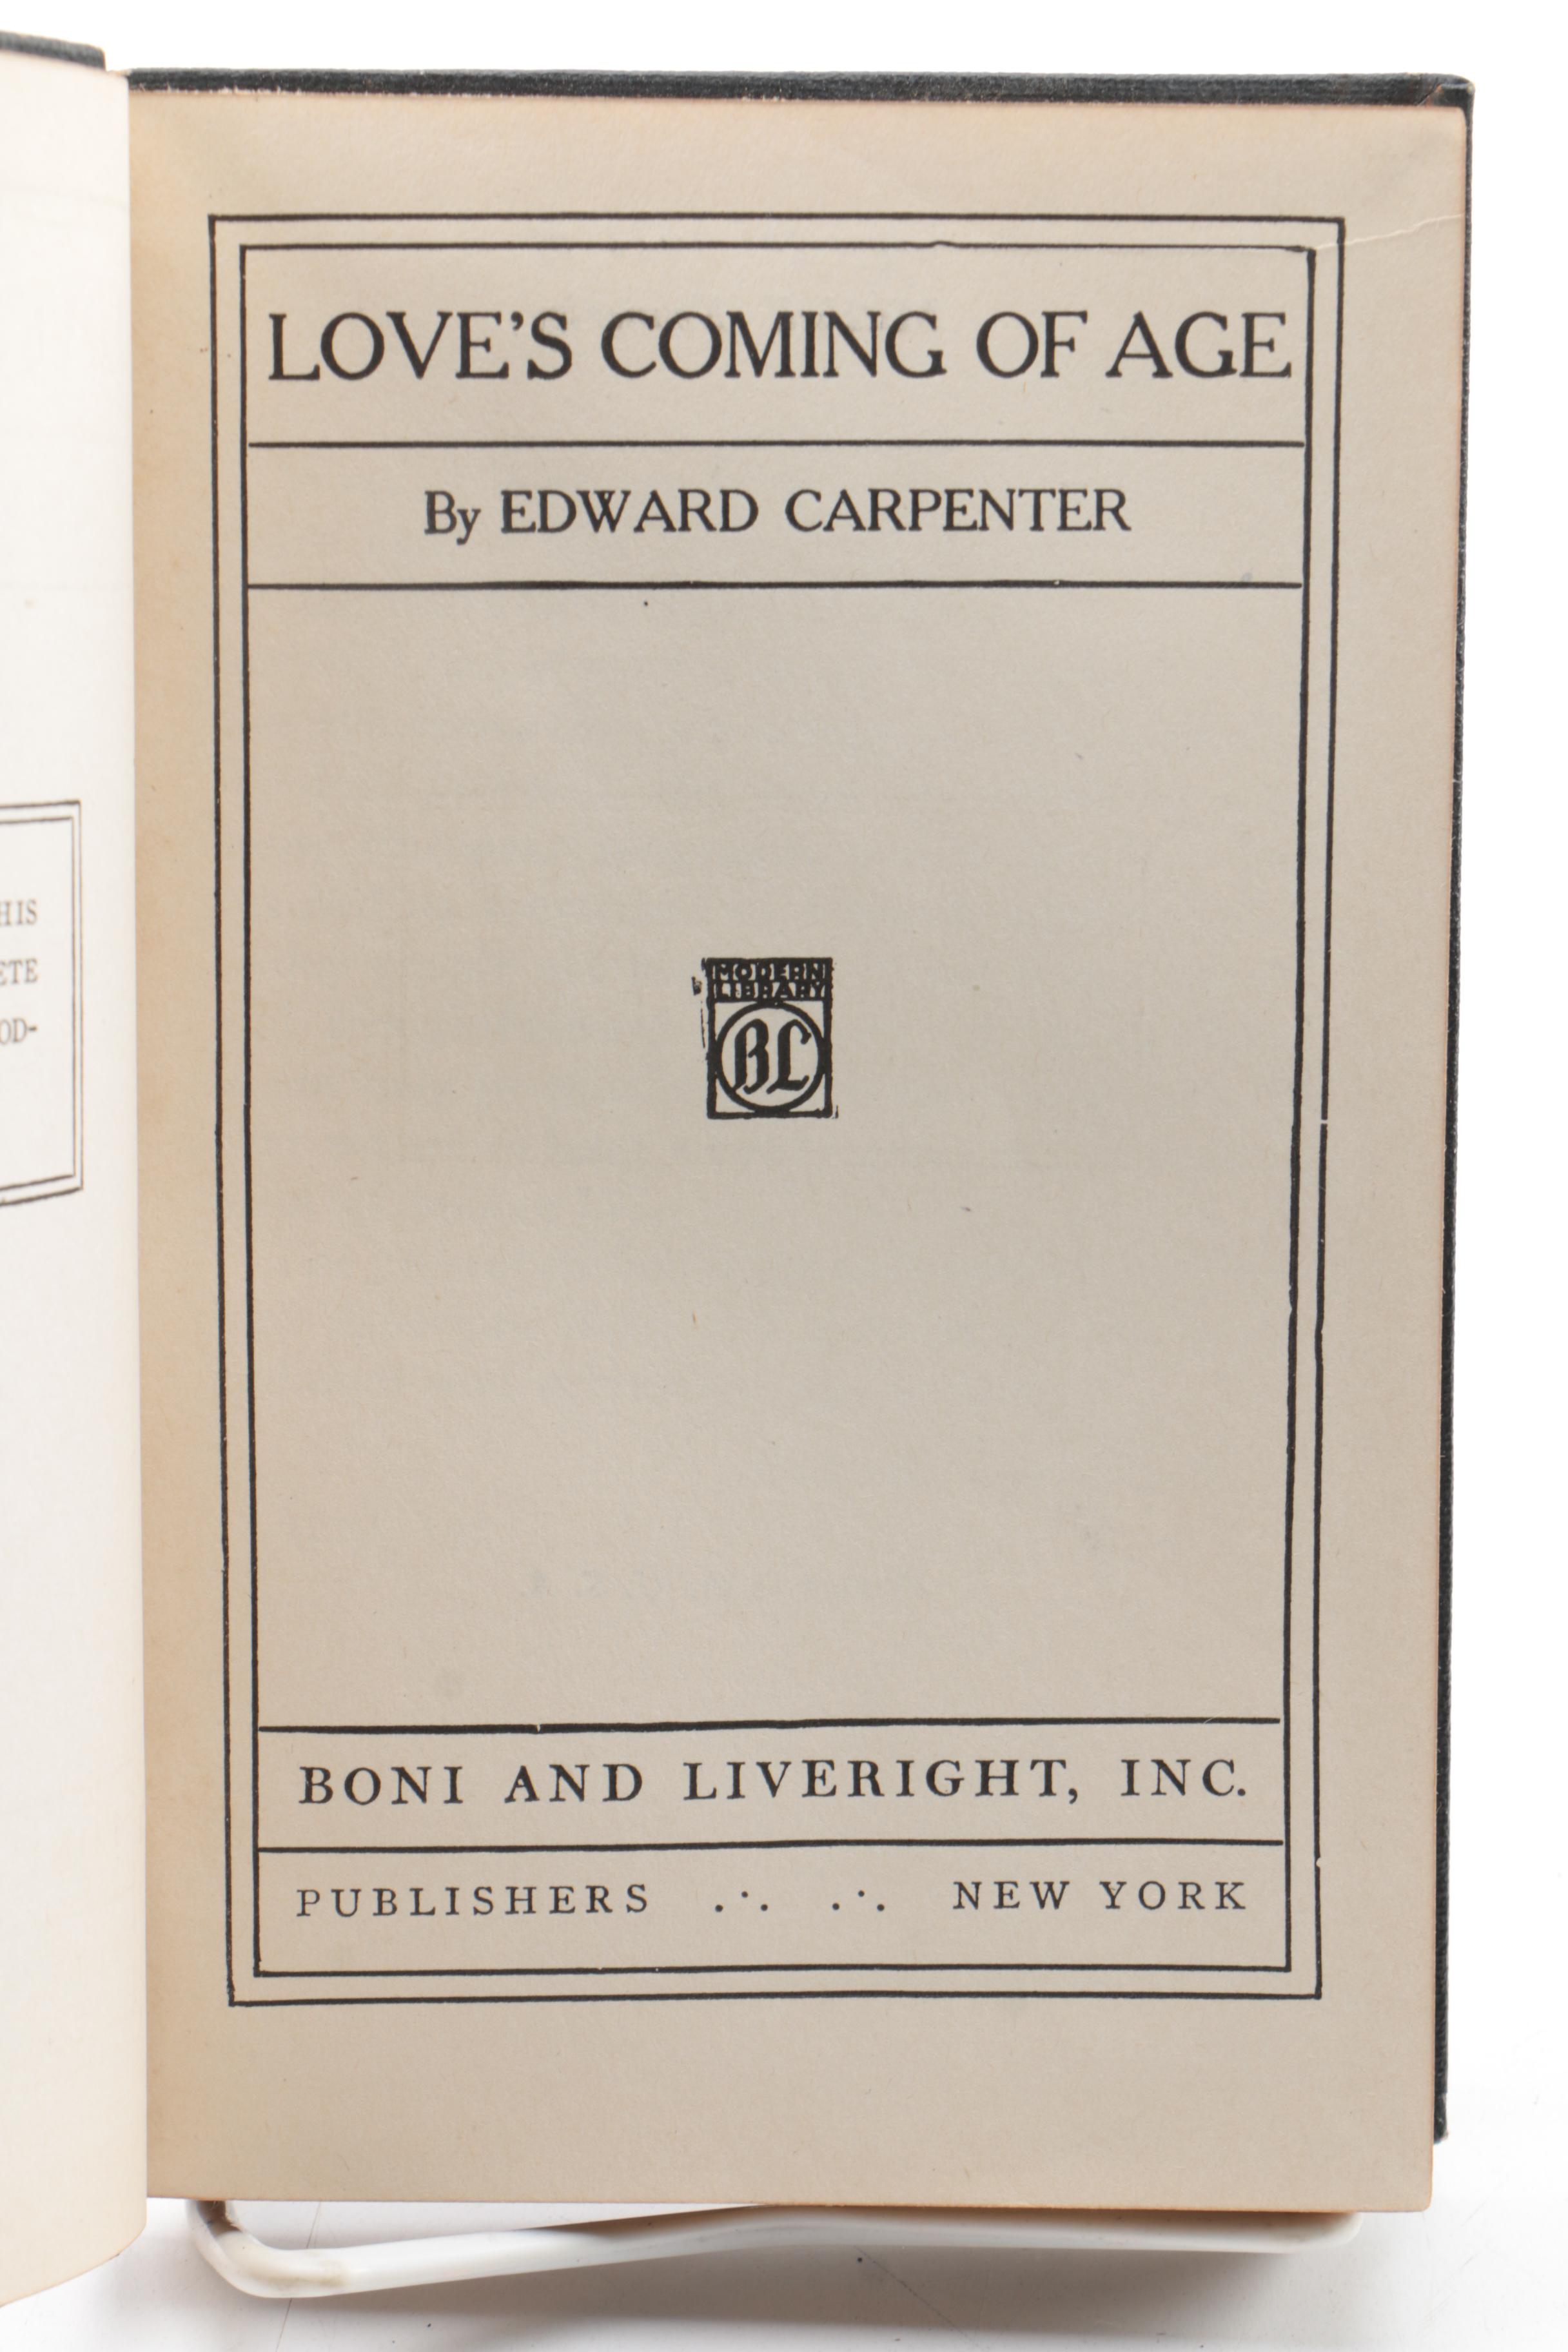 HIS
ETE
OD-
LOVE'S COMING OF AGE
By EDWARD CARPENTER
MODERN
LIBRARY
BL
BONI AND LIVERIGHT, INC.
PUBLISHERS .·. .·. NEW YORK